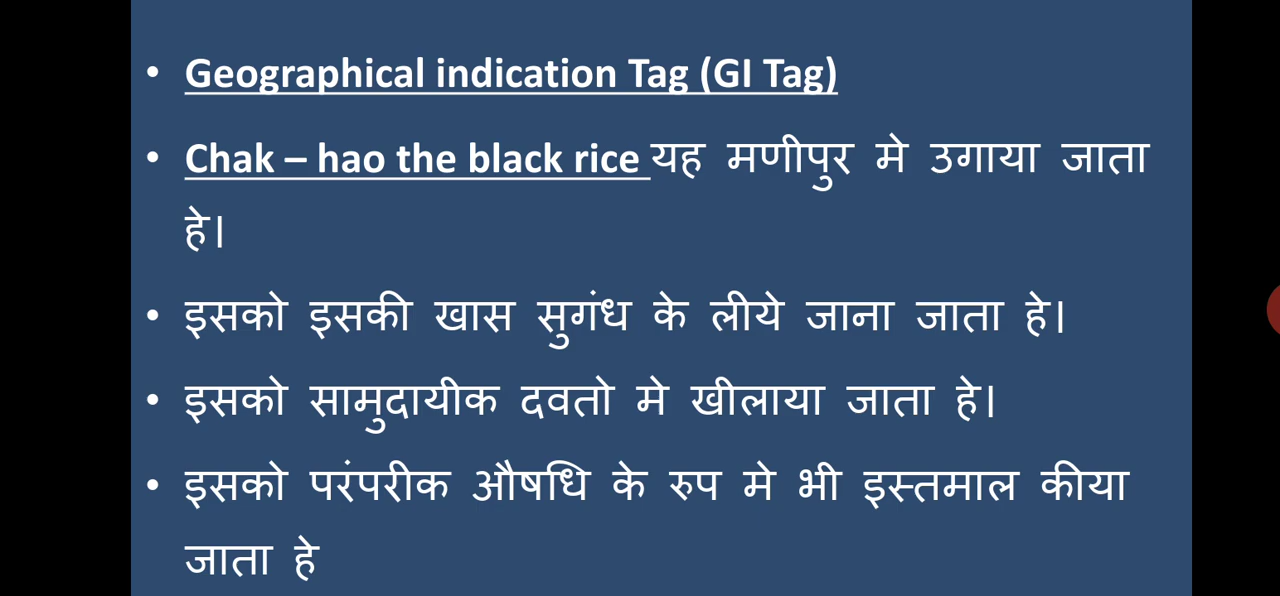 • Geographical indication Tag (GI Tag)
• Chak – hao the black rice यह मणीपुर मे उगाया जाता
हे।
• इसको इसकी खास सुगंध के लीये जाना जाता हे।
• इसको सामुदायीक दवतो मे खीलाया जाता हे।
• इसको परंपरीक औषधि के रुप मे भी इस्तमाल कीया
जाता हे